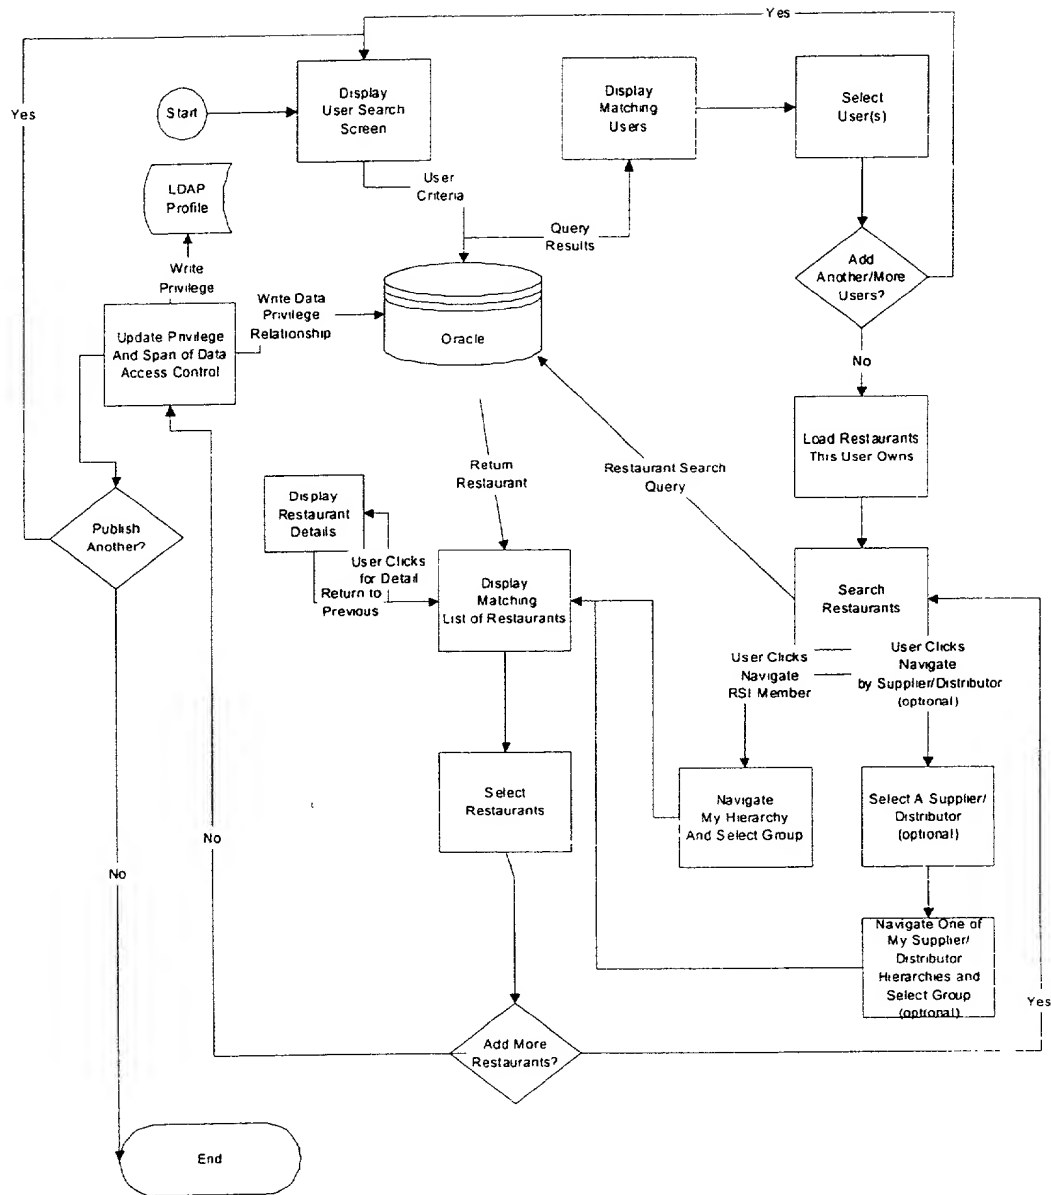 Yes
Yes
Start
Display
User Search
Screen
Display
Matching
Users
Select
User(s)
LDAP
Profile
User
Criteria
Query
Results
Add
Another/More
Users?
Write
Privilege
Write Data
Privilege
Relationship
Update Privilege
And Span of Data
Access Control
Oracle
No
Load Restaurants
This User Owns
Return
Restaurant
Restaurant Search
Query
Display
Restaurant
Details
Publish
Another?
User Clicks
for Detail
Return to
Previous
Display
Matching
List of Restaurants
Search
Restaurants
User Clicks
Navigate
RSI Member
User Clicks
Navigate
by Supplier/Distributor
(optional)
Select
Restaurants
Navigate
My Hierarchy
And Select Group
Select A Supplier/
Distributor
(optional)
No
No
Navigate One of
My Supplier/
Distributor
Hierarchies and
Select Group
(optional)
Yes
Add More
Restaurants?
End